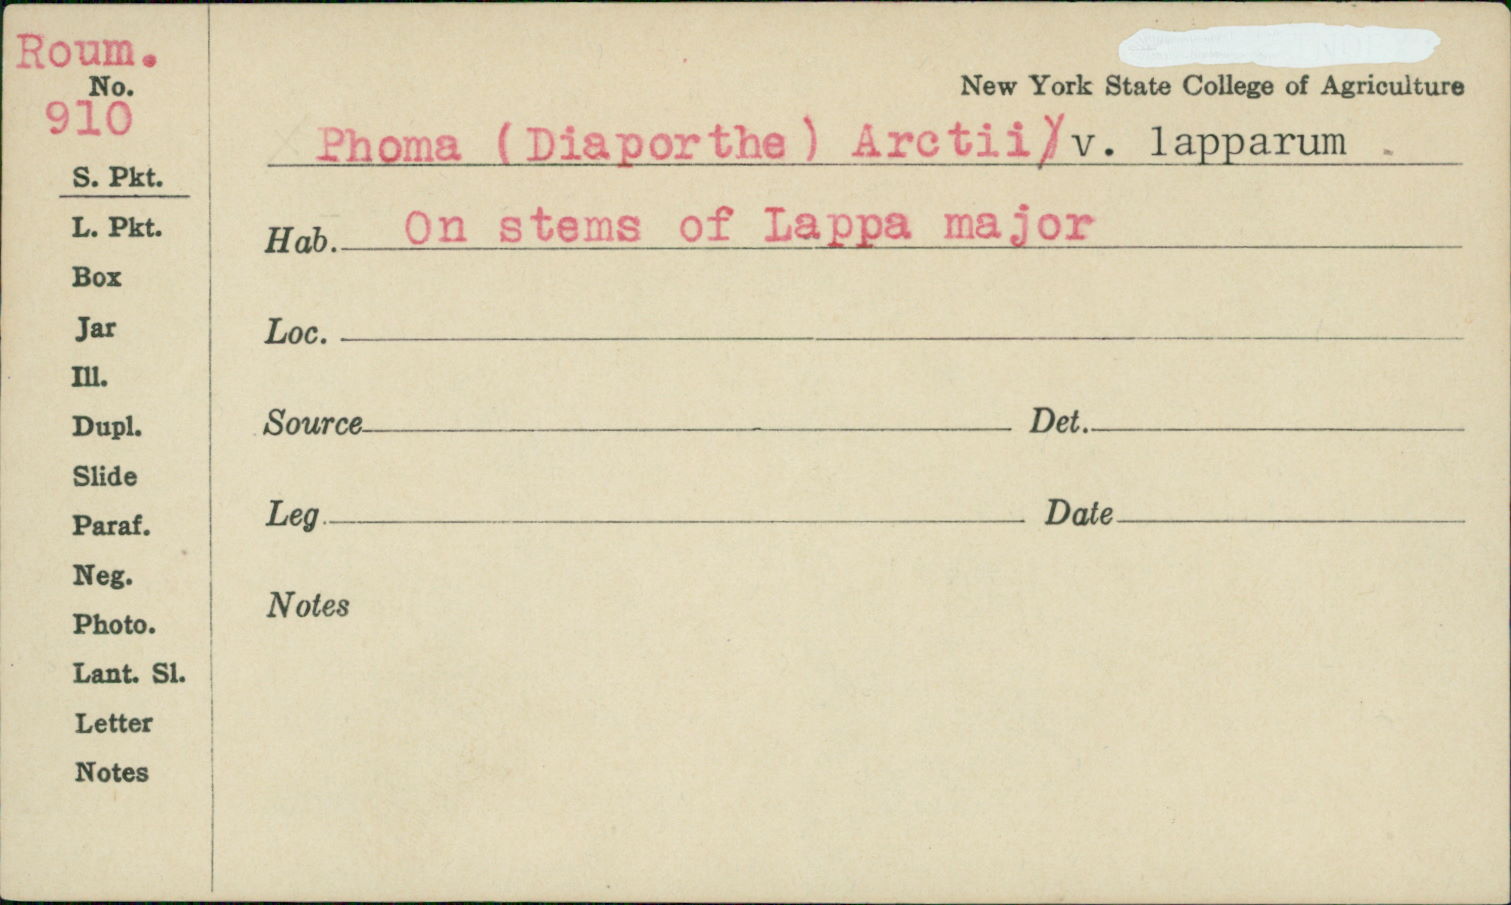 Roum.
No.
910
S. Pkt.
L. Pkt.
Box
Jar
Ill.
Dupl.
Slide
Paraf.
Neg.
Photo.
Lant. Sl.
Letter
Notes
New York State College of Agriculture
Phoma (Diaporthe) Arctii) v. lapparum
Hab. On stems of Lappa major
Loc.
Source Det.
Leg. Date
Notes